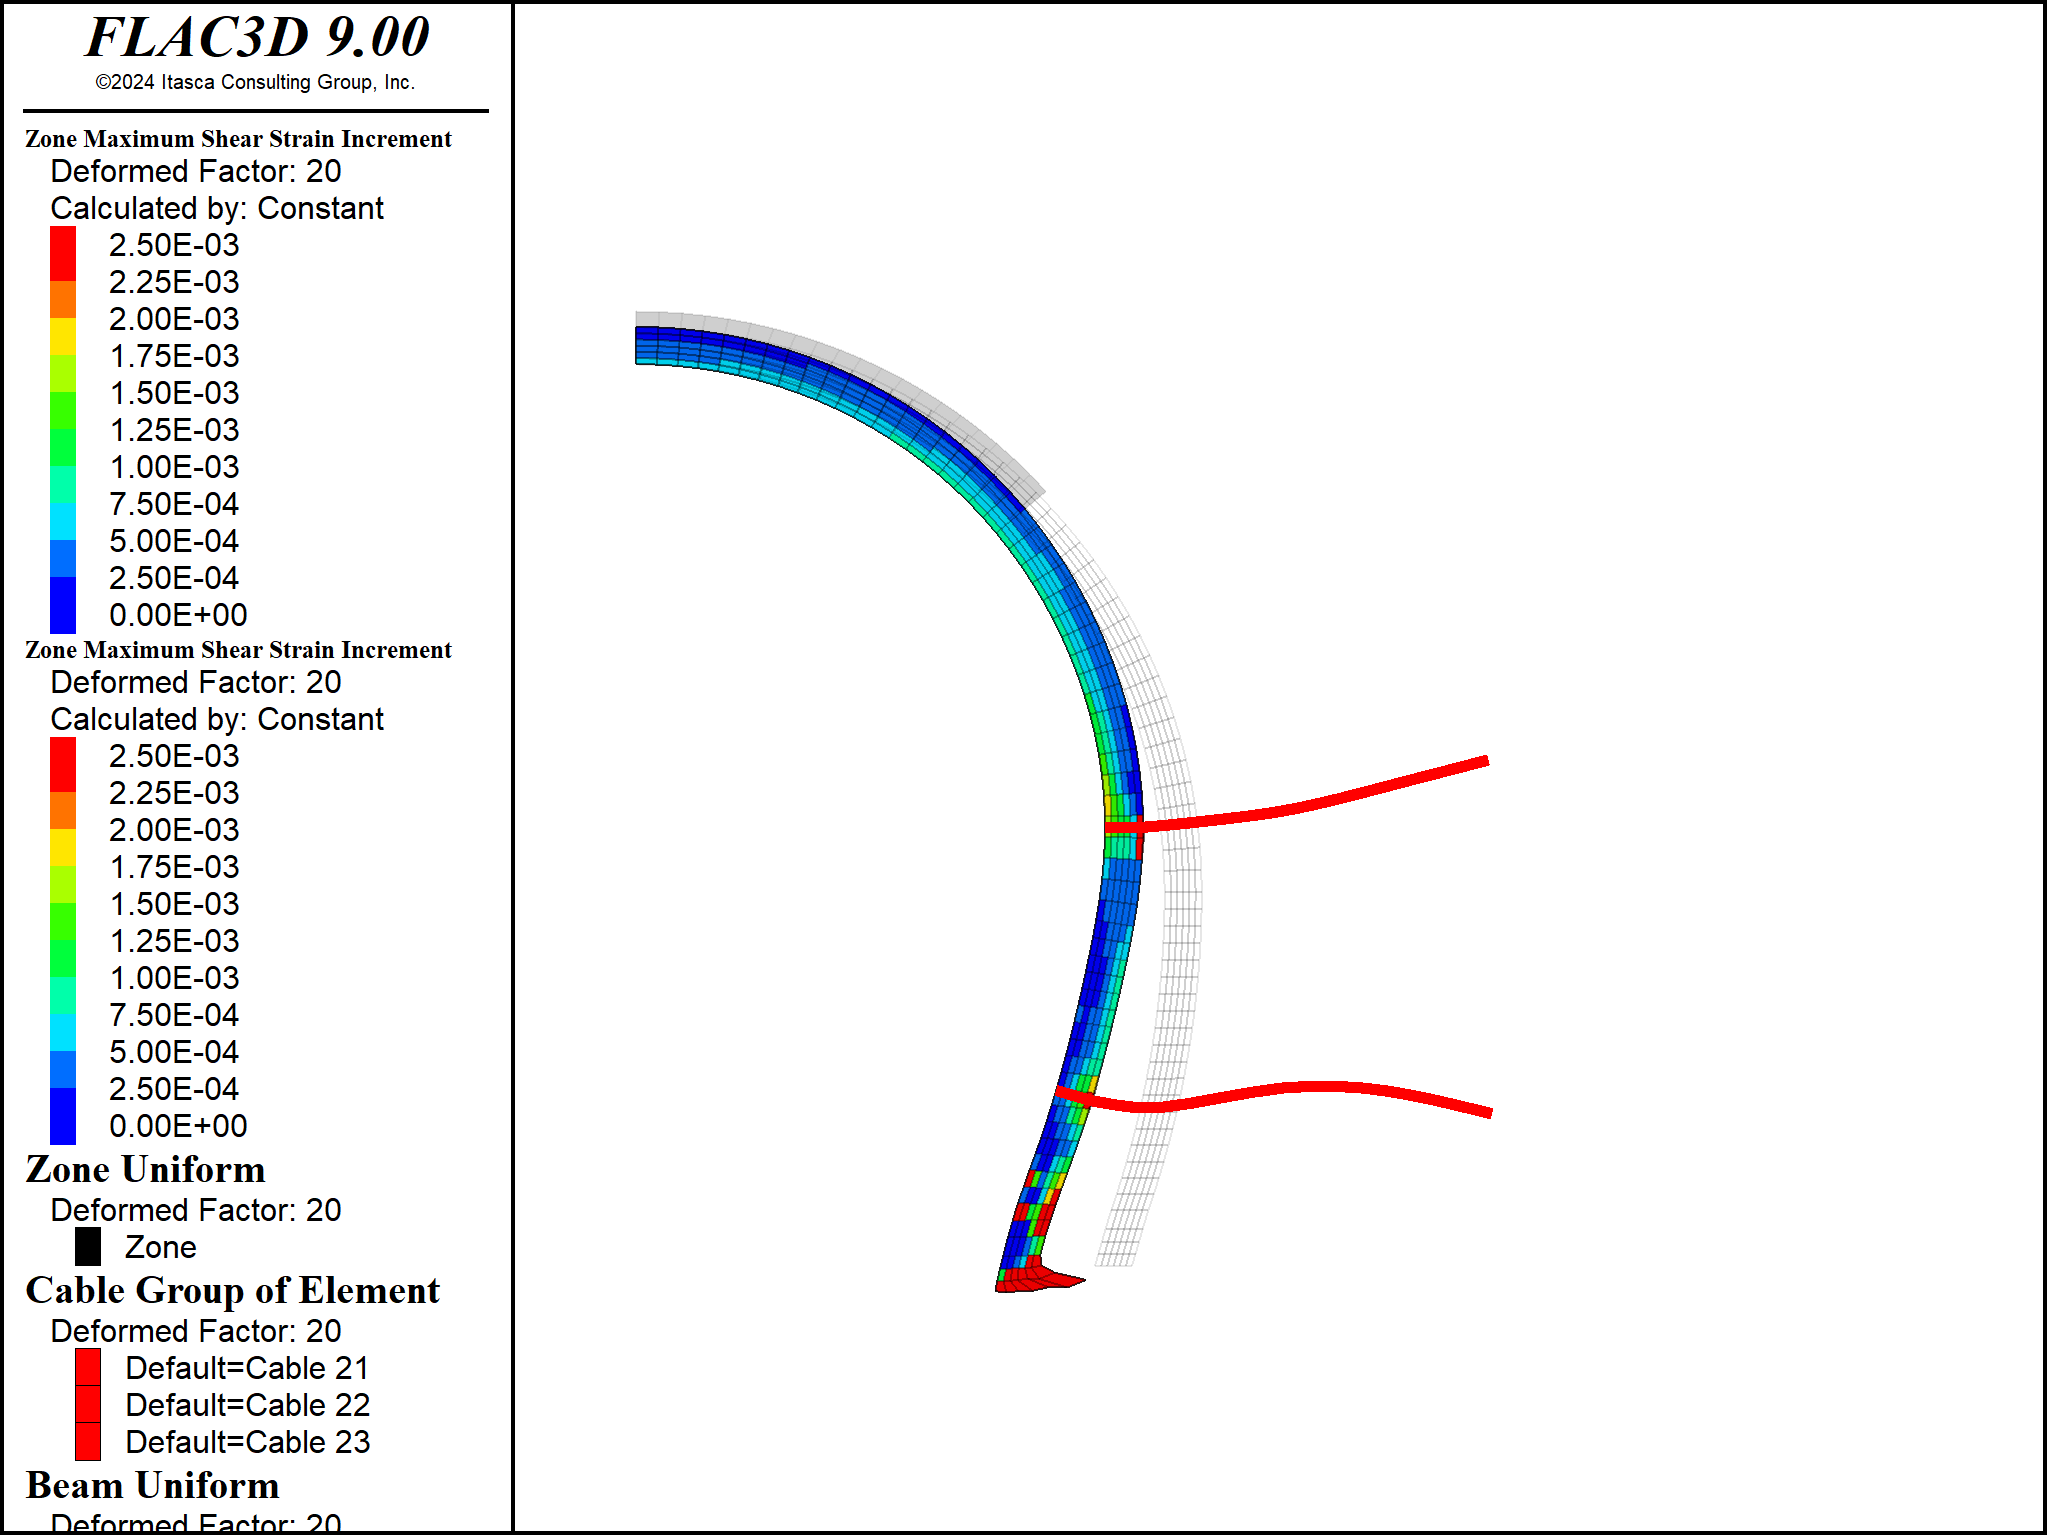 FLAC3D 9.00
©2024 Itasca Consulting Group, Inc.
Zone Maximum Shear Strain Increment
Deformed Factor: 20
Calculated by: Constant
2.50E-03
2.25E-03
2.00E-03
1.75E-03
1.50E-03
1.25E-03
1.00E-03
7.50E-04
5.00E-04
2.50E-04
0.00E+00
Zone Maximum Shear Strain Increment
Deformed Factor: 20
Calculated by: Constant
2.50E-03
2.25E-03
2.00E-03
1.75E-03
1.50E-03
1.25E-03
1.00E-03
7.50E-04
5.00E-04
2.50E-04
0.00E+00
Zone Uniform
Deformed Factor: 20
Zone
Cable Group of Element
Deformed Factor: 20
Default=Cable 21
Default=Cable 22
Default=Cable 23
Beam Uniform
Deformed Factor: 20